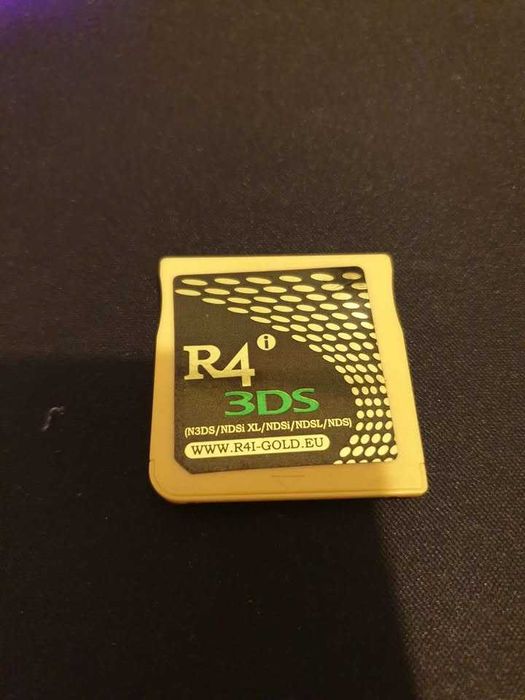 R4i
3DS
(N3DS/NDSi XL/NDSi/NDSL/NDS)
WWW.R4I-GOLD.EU